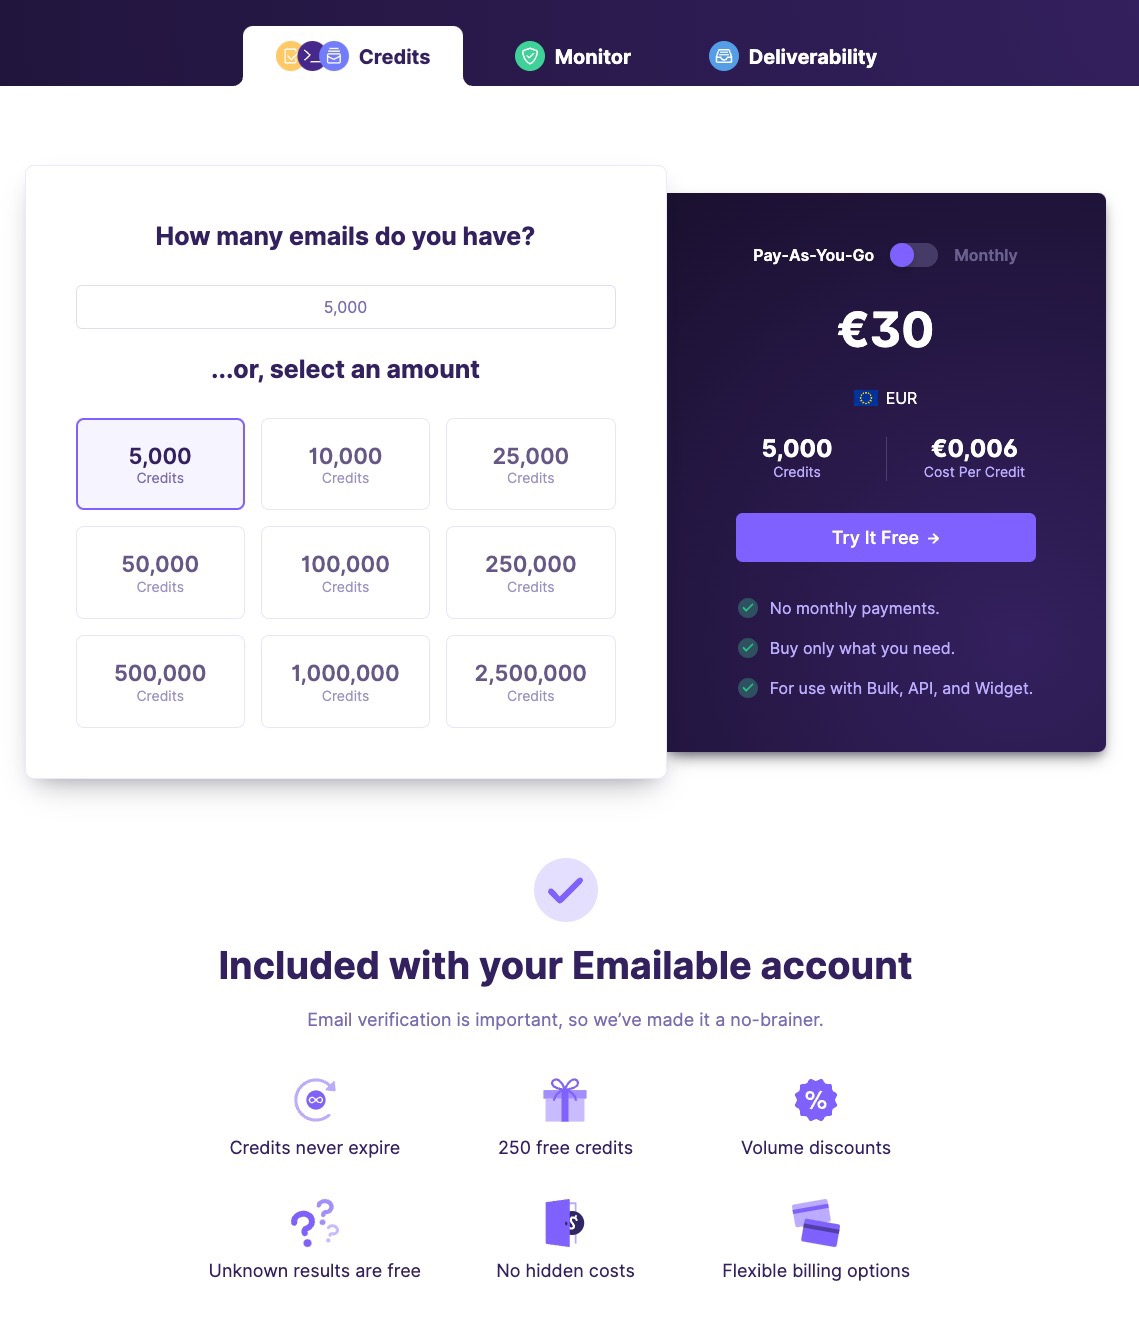 Credits
Monitor
Deliverability
How many emails do you have?
5,000
...or, select an amount
5,000
Credits
10,000
Credits
25,000
Credits
50,000
Credits
100,000
Credits
250,000
Credits
500,000
Credits
1,000,000
Credits
2,500,000
Credits
Pay-As-You-Go
Monthly
€30
EUR
5,000
Credits
€0,006
Cost Per Credit
Try It Free →
No monthly payments.
Buy only what you need.
For use with Bulk, API, and Widget.
Included with your Emailable account
Email verification is important, so we’ve made it a no-brainer.
Credits never expire
250 free credits
Volume discounts
Unknown results are free
No hidden costs
Flexible billing options